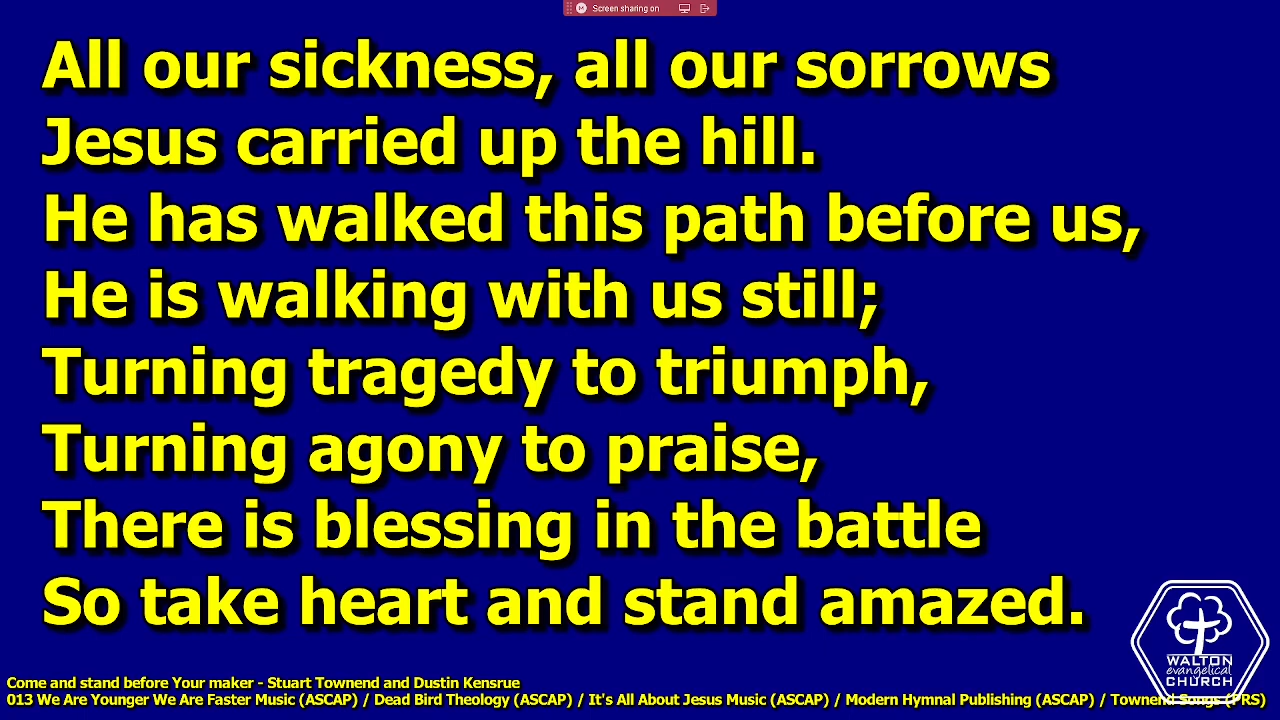 Screen sharing on
All our sickness, all our sorrows
Jesus carried up the hill.
He has walked this path before us,
He is walking with us still;
Turning tragedy to triumph,
Turning agony to praise,
There is blessing in the battle
So take heart and stand amazed.
WALTON
evangelical
CHURCH
Come and stand before Your maker - Stuart Townend and Dustin Kensrue
013 We Are Younger We Are Faster Music (ASCAP) / Dead Bird Theology (ASCAP) / It's All About Jesus Music (ASCAP) / Modern Hymnal Publishing (ASCAP) / Townend Songs (PRS)